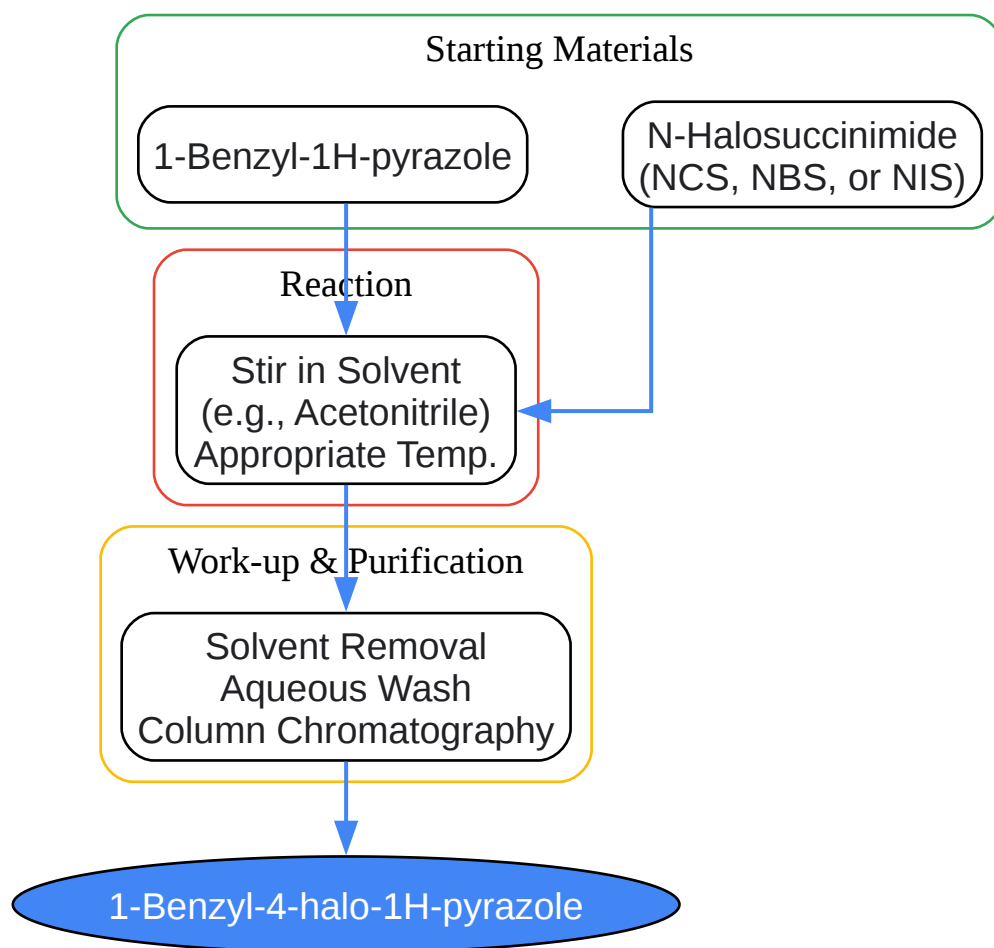 Starting Materials
1-Benzyl-1H-pyrazole
N-Halosuccinimide
(NCS, NBS, or NIS)
Reaction
Stir in Solvent
(e.g., Acetonitrile)
Appropriate Temp.
Work-up & Purification
Solvent Removal
Aqueous Wash
Column Chromatography
1-Benzyl-4-halo-1H-pyrazole